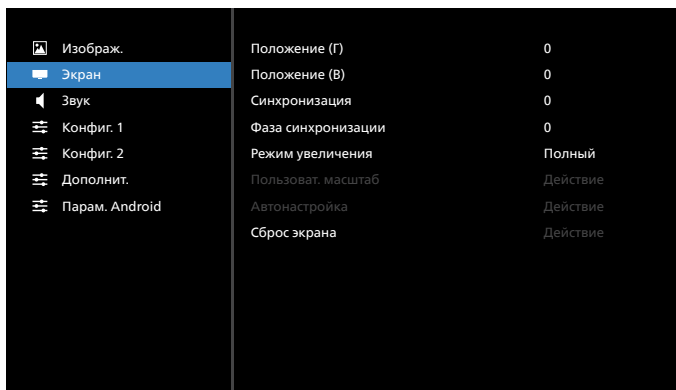 Изображ.
Экран
Звук
Конфиг. 1
Конфиг. 2
Дополнит.
Парам. Android
Положение (Г) 0
Положение (В) 0
Синхронизация 0
Фаза синхронизации 0
Режим увеличения Полный
Пользоват. масштаб Действие
Автонастройка Действие
Сброс экрана Действие